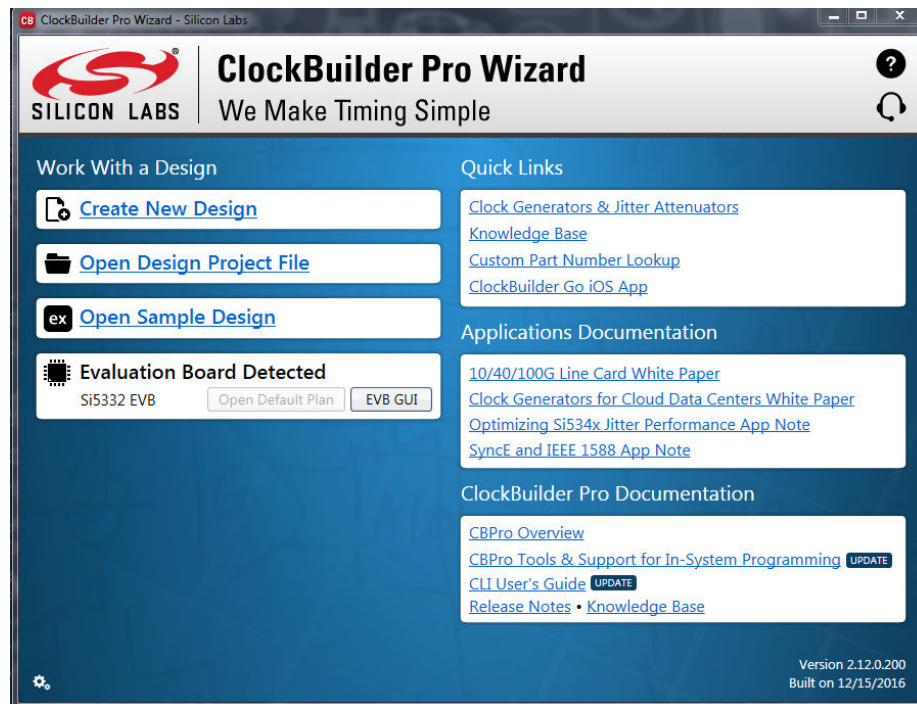 CB ClockBuilder Pro Wizard - Silicon Labs
SILICON LABS
ClockBuilder Pro Wizard
We Make Timing Simple
?
Work With a Design
Create New Design
Open Design Project File
ex Open Sample Design
Evaluation Board Detected
Si5332 EVB Open Default Plan EVB GUI
Quick Links
Clock Generators & Jitter Attenuators
Knowledge Base
Custom Part Number Lookup
ClockBuilder Go iOS App
Applications Documentation
10/40/100G Line Card White Paper
Clock Generators for Cloud Data Centers White Paper
Optimizing Si534x Jitter Performance App Note
SyncE and IEEE 1588 App Note
ClockBuilder Pro Documentation
CBPro Overview
CBPro Tools & Support for In-System Programming UPDATE
CLI User's Guide UPDATE
Release Notes • Knowledge Base
Version 2.12.0.200
Built on 12/15/2016